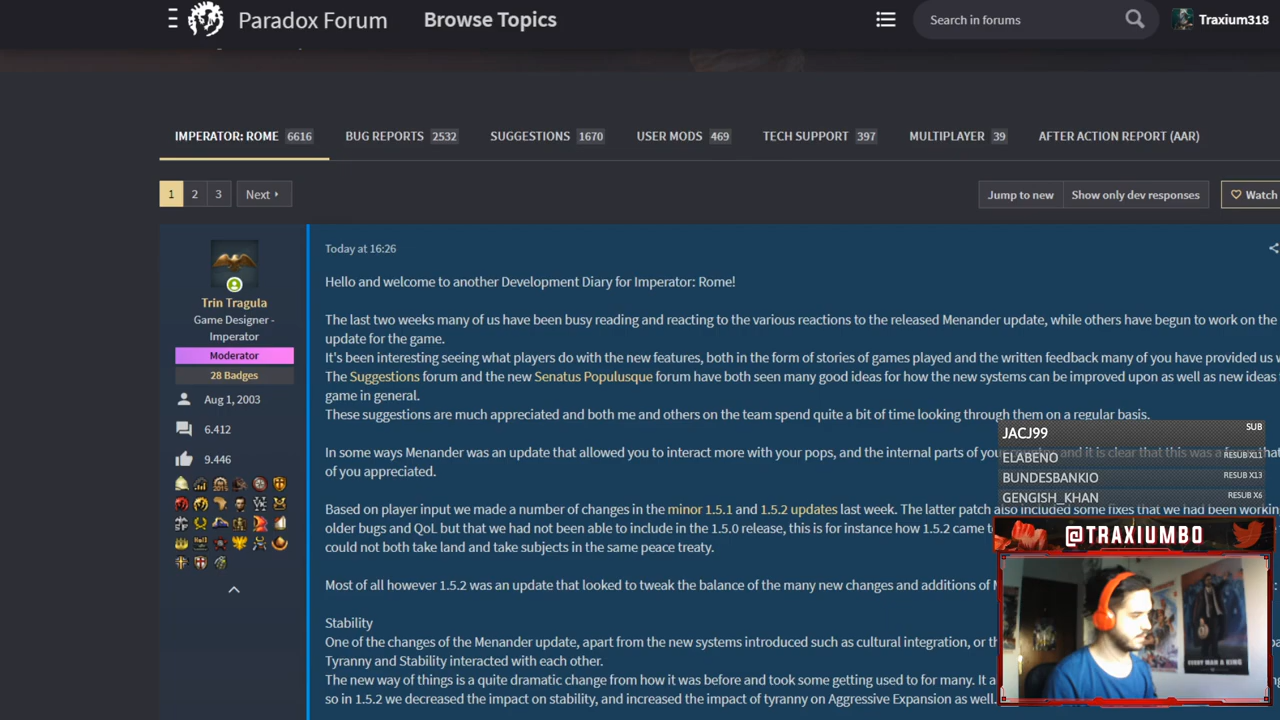 Paradox Forum
Browse Topics
Search in forums
Traxium318
IMPERATOR: ROME 6616
BUG REPORTS 2532
SUGGESTIONS 1670
USER MODS 469
TECH SUPPORT 397
MULTIPLAYER 39
AFTER ACTION REPORT (AAR)
1 2 3 Next
Jump to new
Show only dev responses
Watch
Trin Tragula
Game Designer -
Imperator
Moderator
28 Badges
Aug 1, 2003
6.412
9.446
Today at 16:26
Hello and welcome to another Development Diary for Imperator: Rome!
The last two weeks many of us have been busy reading and reacting to the various reactions to the released Menander update, while others have begun to work on the
update for the game.
It's been interesting seeing what players do with the new features, both in the form of stories of games played and the written feedback many of you have provided us
The Suggestions forum and the new Senatus Populusque forum have both seen many good ideas for how the new systems can be improved upon as well as new ideas
game in general.
These suggestions are much appreciated and both me and others on the team spend quite a bit of time looking through them on a regular basis.
In some ways Menander was an update that allowed you to interact more with your pops, and the internal parts of you and it is clear that this was a that
of you appreciated.
Based on player input we made a number of changes in the minor 1.5.1 and 1.5.2 updates last week. The latter patch also included some fixes that we had been
older bugs and QoL but that we had not been able to include in the 1.5.0 release, this is for instance how 1.5.2 came
could not both take land and take subjects in the same peace treaty.
Most of all however 1.5.2 was an update that looked to tweak the balance of the many new changes and additions of
Stability
One of the changes of the Menander update, apart from the new systems introduced such as cultural integration, or
Tyranny and Stability interacted with each other.
The new way of things is a quite dramatic change from how it was before and took some getting used to for many. It
so in 1.5.2 we decreased the impact on stability, and increased the impact of tyranny on Aggressive Expansion as well.
JACJ99 SUB
ELABENO RESUB X11
BUNDESBANKIO RESUB X13
GENGISH_KHAN RESUB X6
@TRAXIUMBO